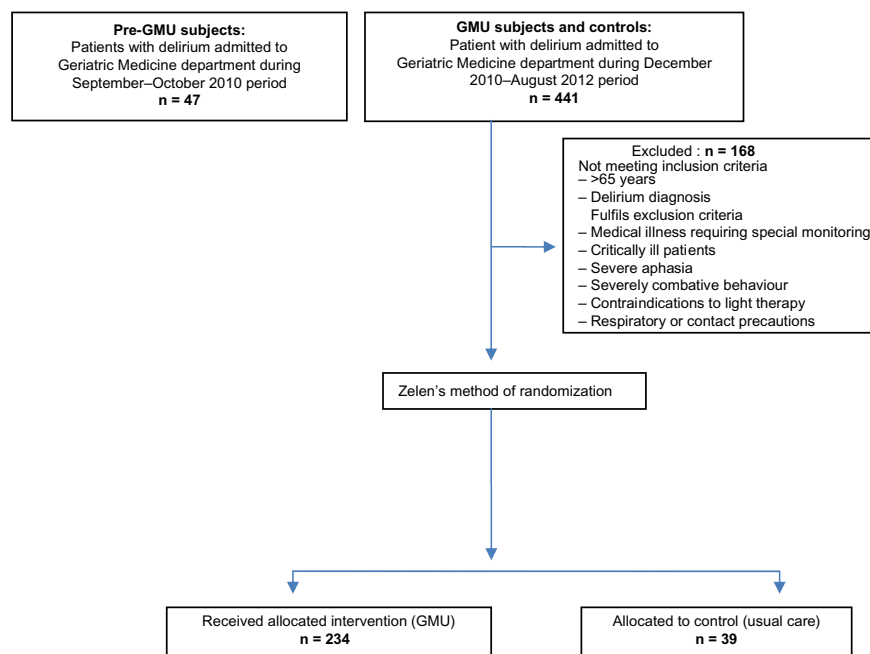 Pre-GMU subjects:
Patients with delirium admitted to
Geriatric Medicine department during
September–October 2010 period
n = 47
GMU subjects and controls:
Patient with delirium admitted to
Geriatric Medicine department during December
2010–August 2012 period
n = 441
Excluded : n = 168
Not meeting inclusion criteria
– >65 years
– Delirium diagnosis
Fulfils exclusion criteria
– Medical illness requiring special monitoring
– Critically ill patients
– Severe aphasia
– Severely combative behaviour
– Contraindications to light therapy
– Respiratory or contact precautions
Zelen’s method of randomization
Received allocated intervention (GMU)
n = 234
Allocated to control (usual care)
n = 39